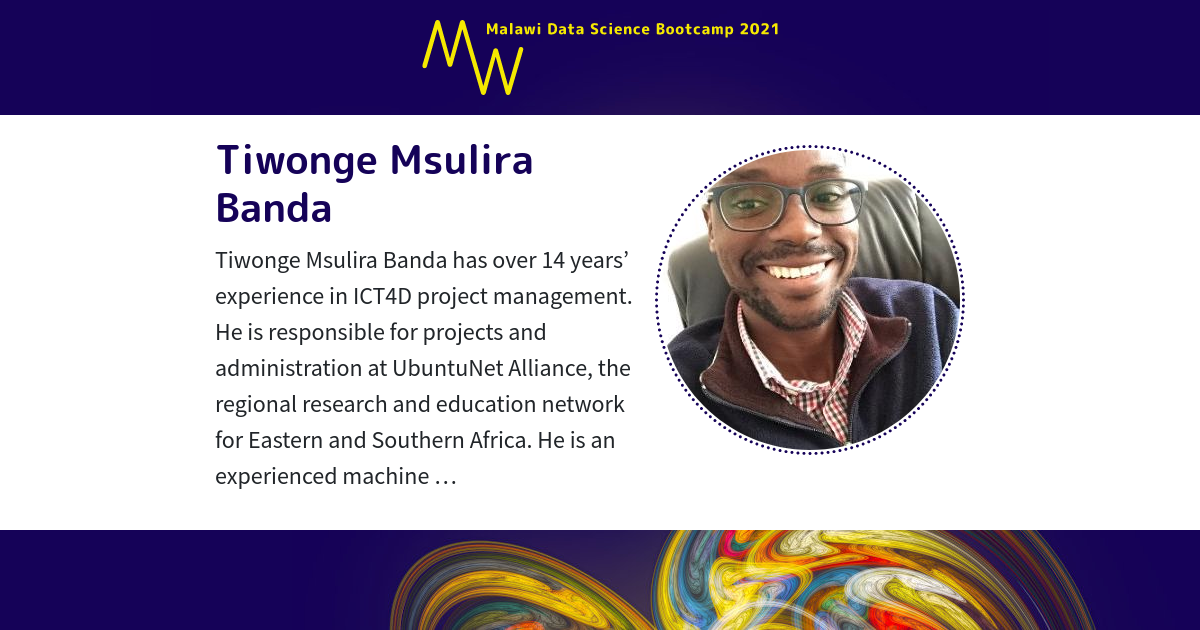 Malawi Data Science Bootcamp 2021
MW
Tiwonge Msulira
Banda
Tiwonge Msulira Banda has over 14 years’
experience in ICT4D project management.
He is responsible for projects and
administration at UbuntuNet Alliance, the
regional research and education network
for Eastern and Southern Africa. He is an
experienced machine …